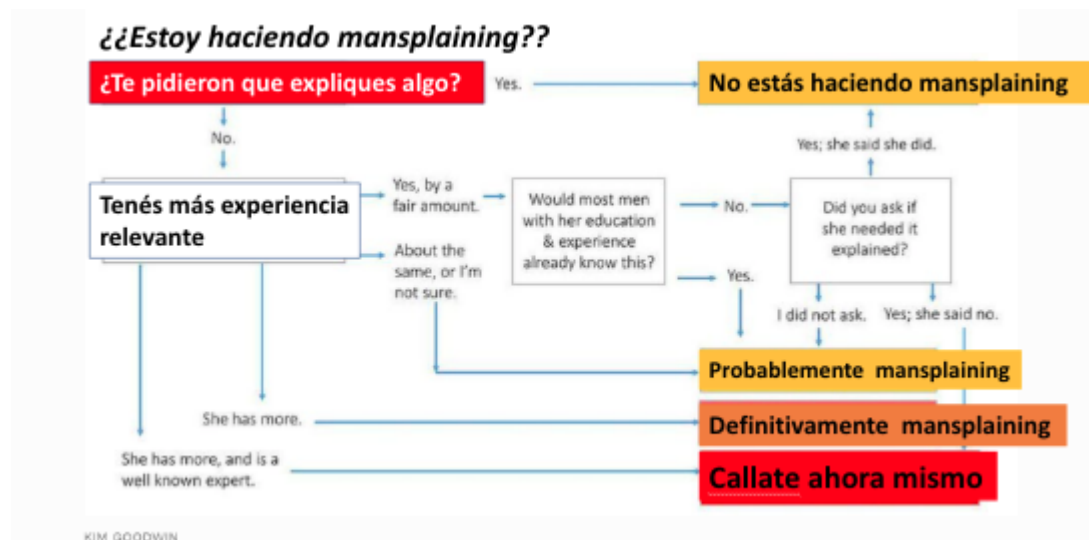 ¿¿Estoy haciendo mansplaining??
¿Te pidieron que expliques algo?
Yes.
No estás haciendo mansplaining
No.
Yes; she said she did.
Tenés más experiencia
relevante
Yes, by a
fair amount.
Would most men
with her education
& experience
already know this?
No.
Did you ask if
she needed it
explained?
About the
same, or I'm
not sure.
Yes.
I did not ask.
Yes; she said no.
Probablemente mansplaining
She has more.
Definitivamente mansplaining
She has more, and is a
well known expert.
Callate ahora mismo
KIM GOODWIN